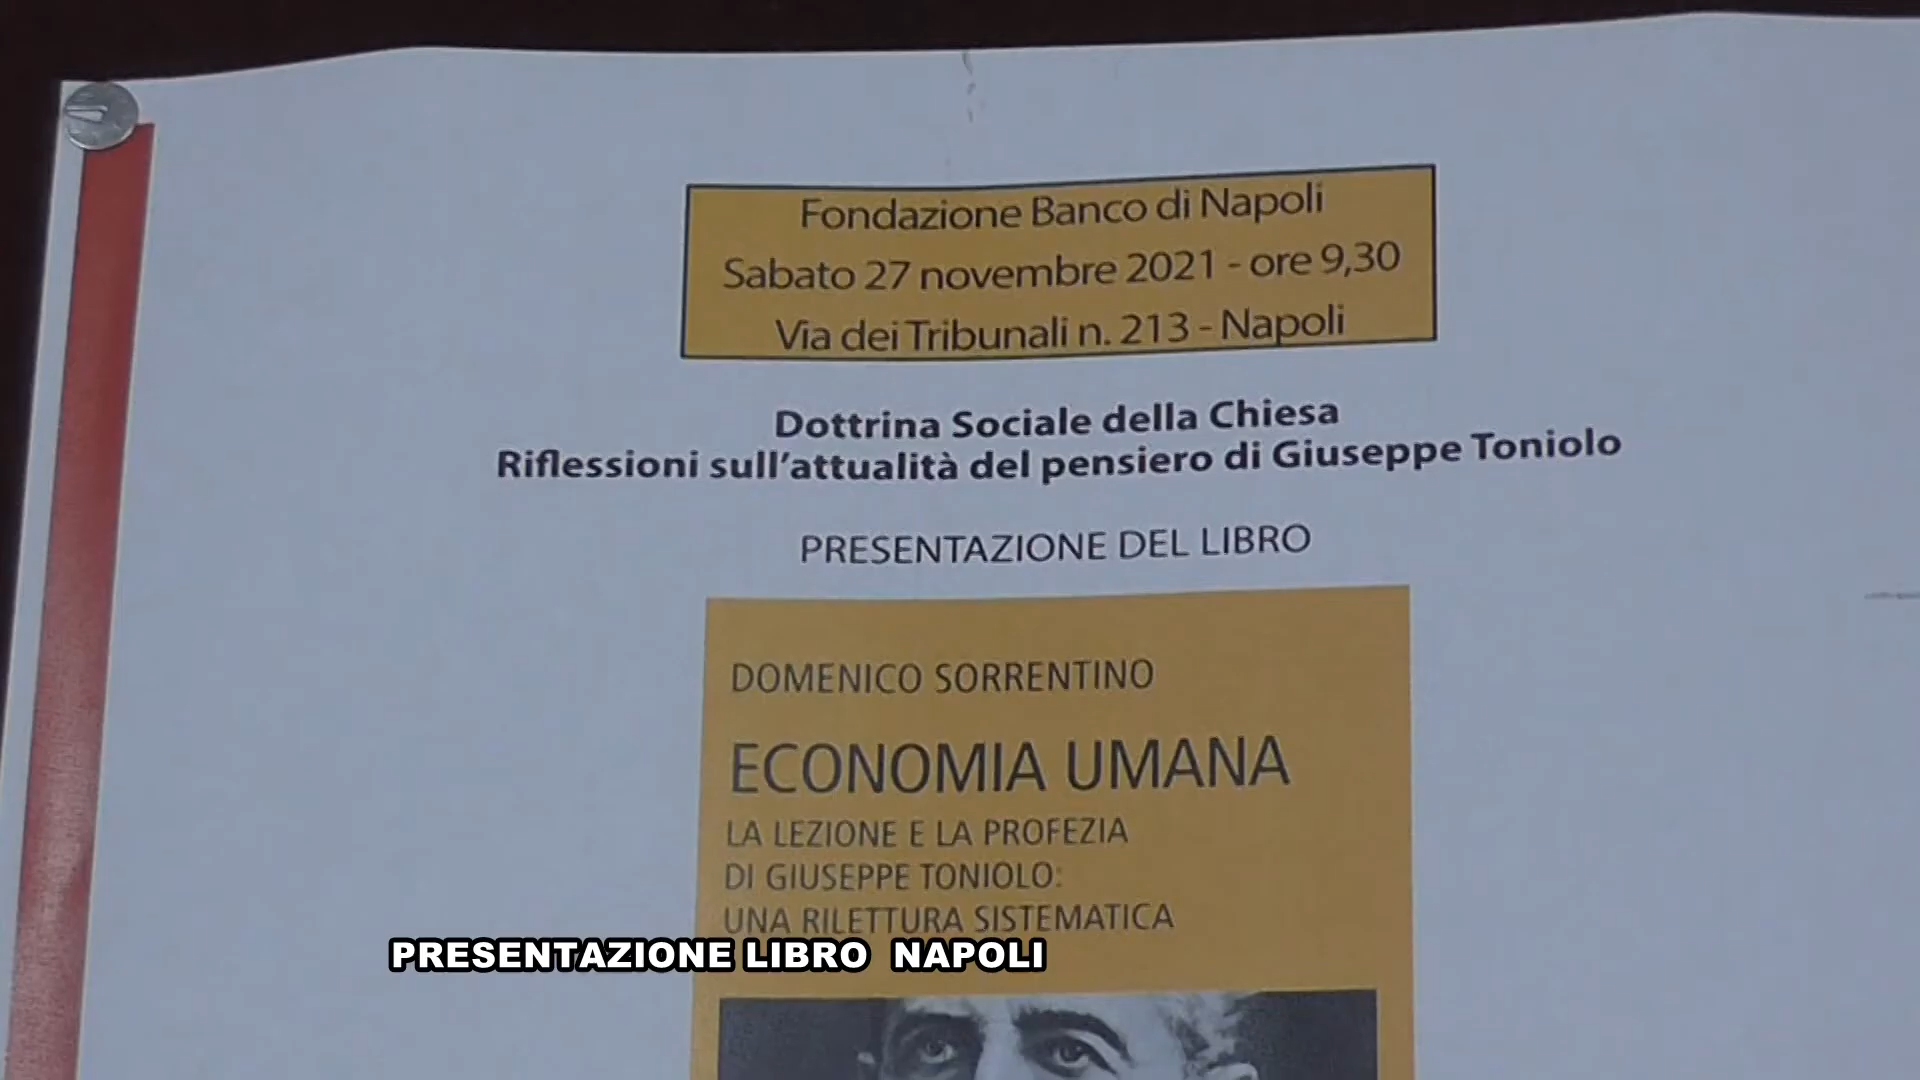 Fondazione Banco di Napoli
Sabato 27 novembre 2021 - ore 9,30
Via dei Tribunali n. 213 - Napoli
Dottrina Sociale della Chiesa
Riflessioni sull'attualità del pensiero di Giuseppe Toniolo
PRESENTAZIONE DEL LIBRO
DOMENICO SORRENTINO
ECONOMIA UMANA
LA LEZIONE E LA PROFEZIA
DI GIUSEPPE TONIOLO:
UNA RILETTURA SISTEMATICA
PRESENTAZIONE LIBRO NAPOLI